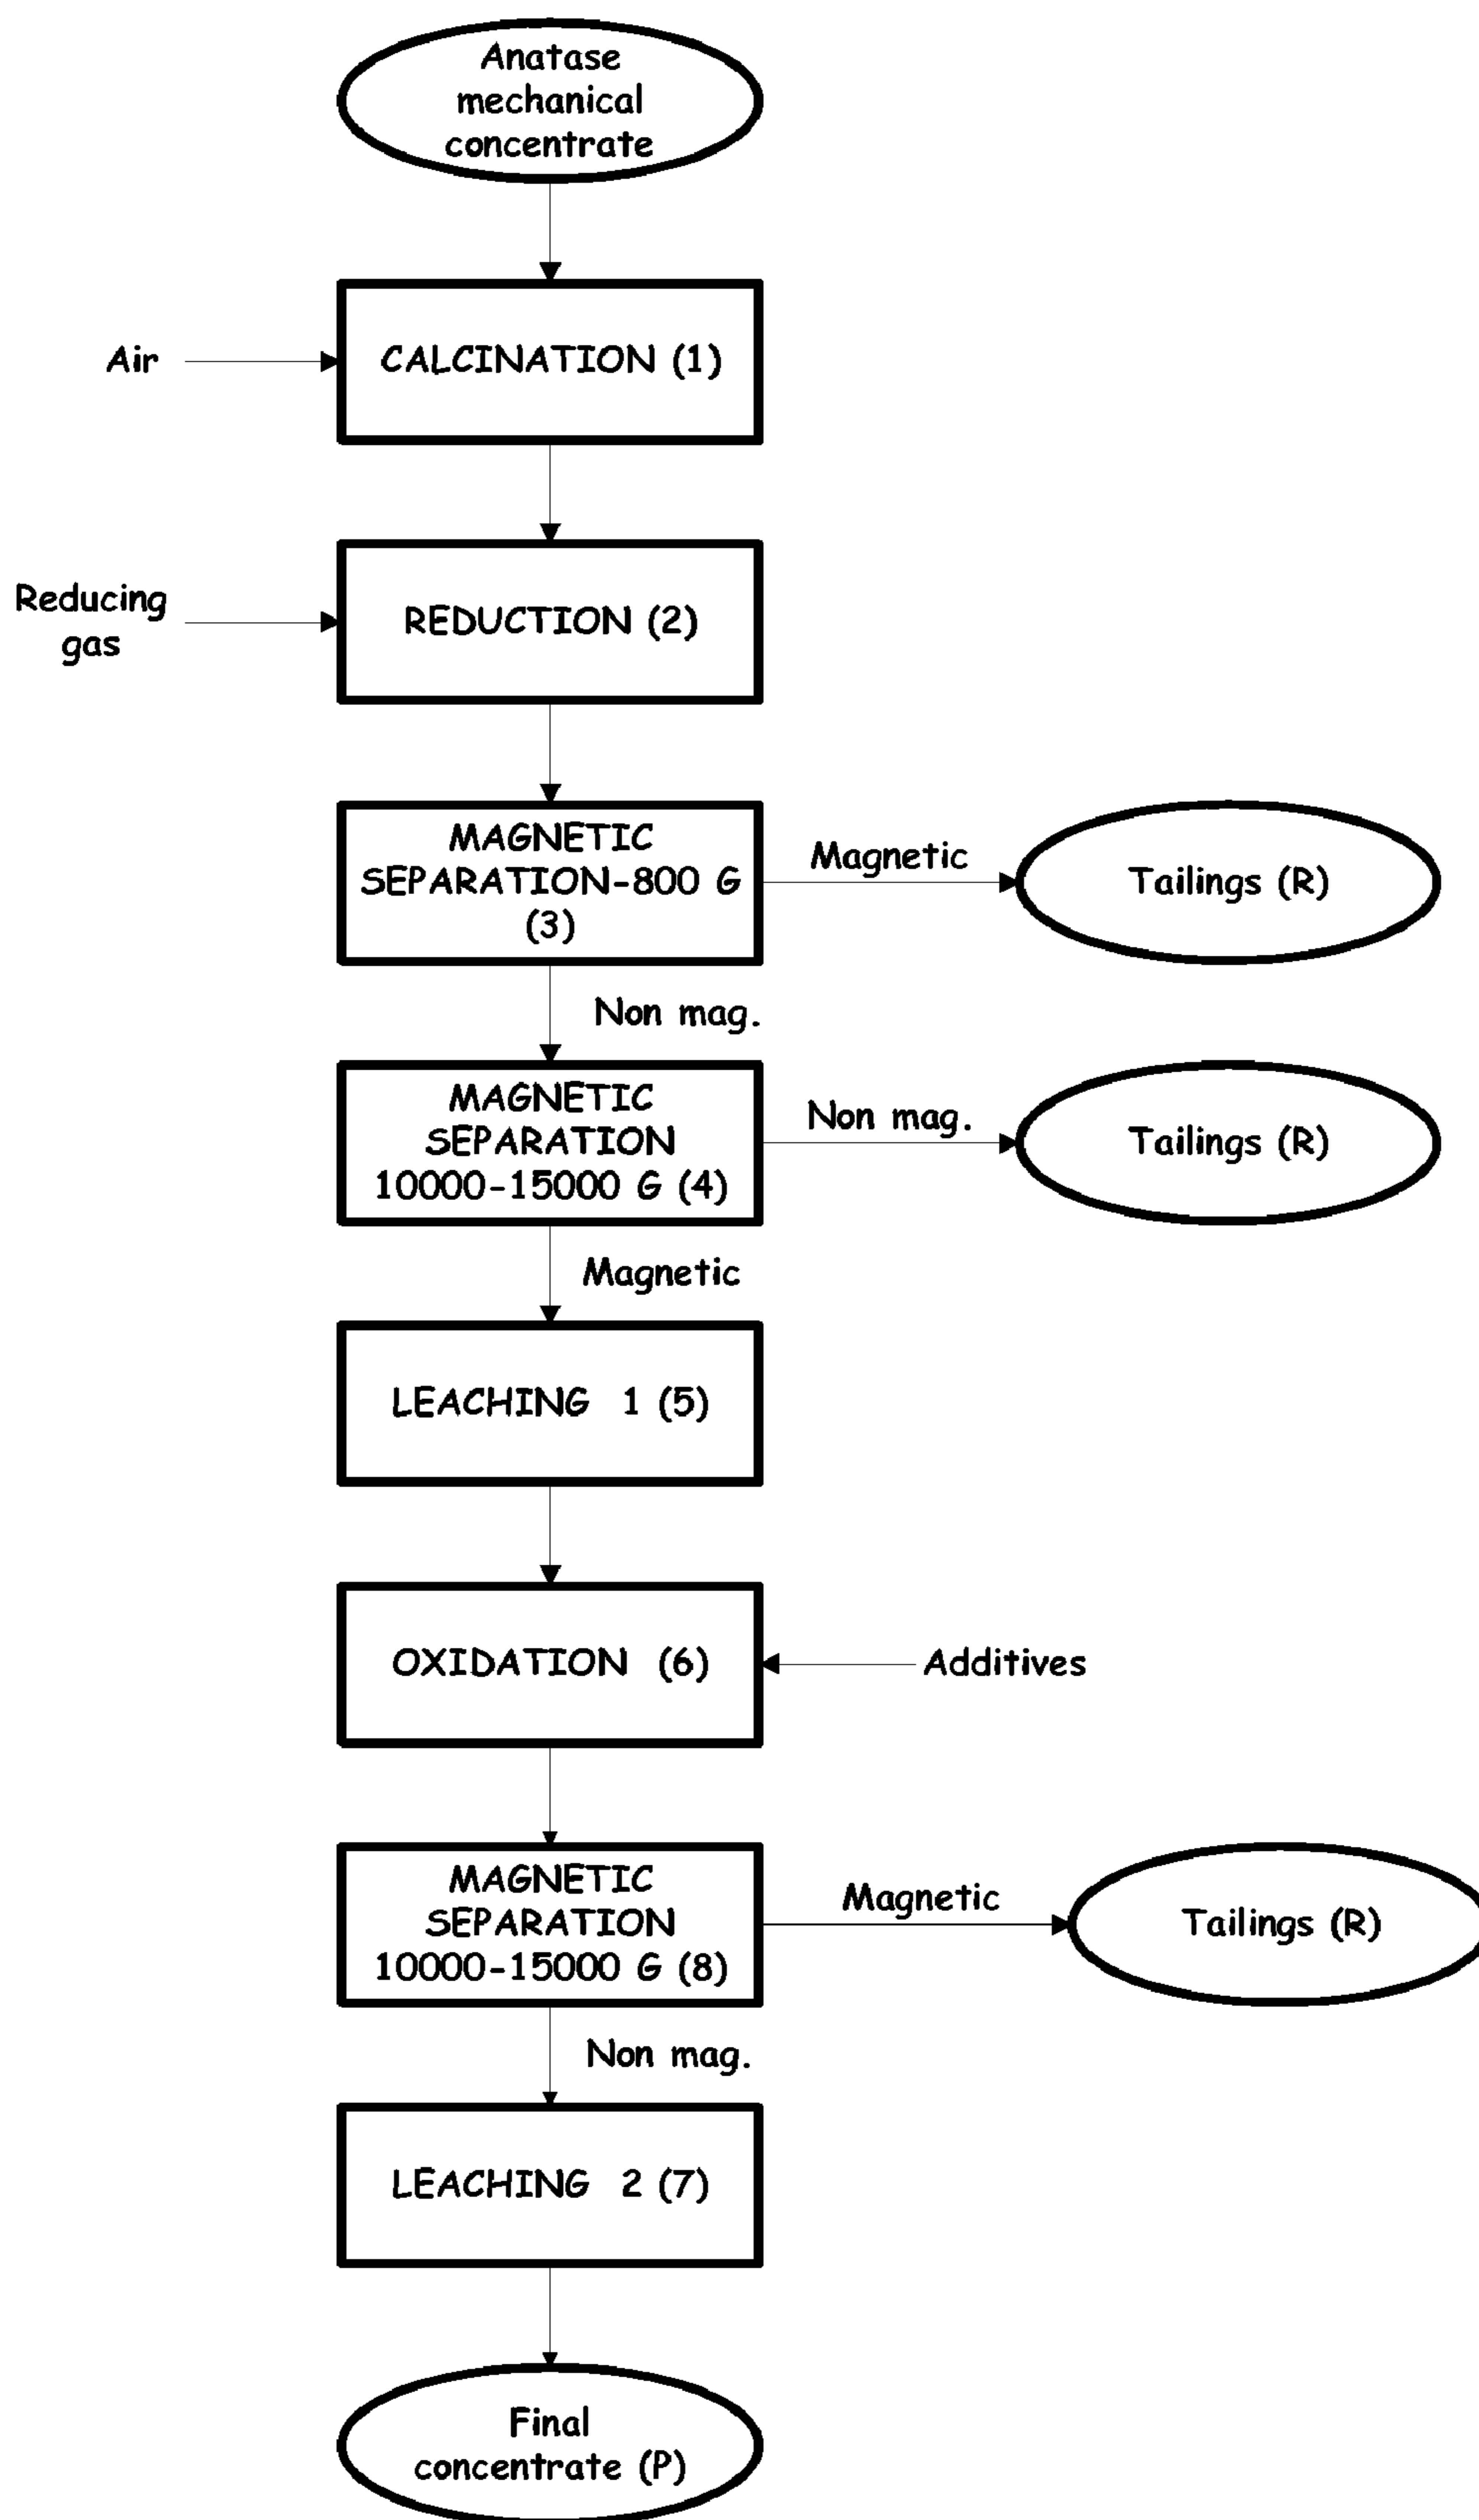 Anatase
mechanical
concentrate
Air
CALCINATION (1)
Reducing
gas
REDUCTION (2)
MAGNETIC
SEPARATION-800 G
(3)
Magnetic
Tailings (R)
Non mag.
MAGNETIC
SEPARATION
10000-15000 G (4)
Non mag.
Tailings (R)
Magnetic
LEACHING 1 (5)
OXIDATION (6)
Additives
MAGNETIC
SEPARATION
10000-15000 G (8)
Magnetic
Tailings (R)
Non mag.
LEACHING 2 (7)
Final
concentrate (P)